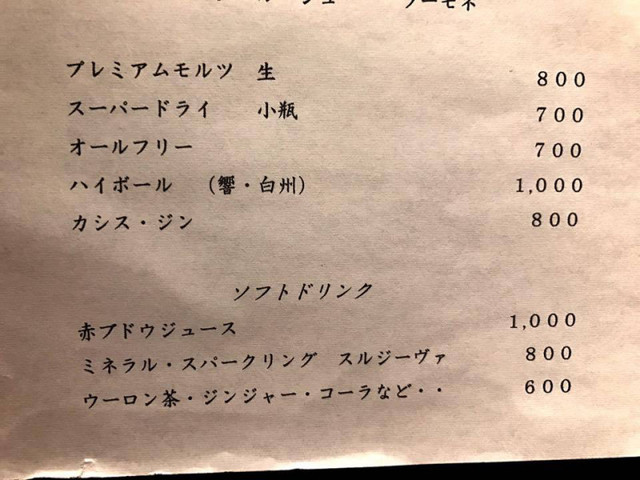 プレミアムモルツ 生 800
スーパードライ 小瓶 700
オールフリー 700
ハイボール （響・白州） 1,000
カシス・ジン 800
ソフトドリンク
赤ブドウジュース 1,000
ミネラル・スパークリング スルジーヴァ 800
ウーロン茶・ジンジャー・コーラなど・・ 600